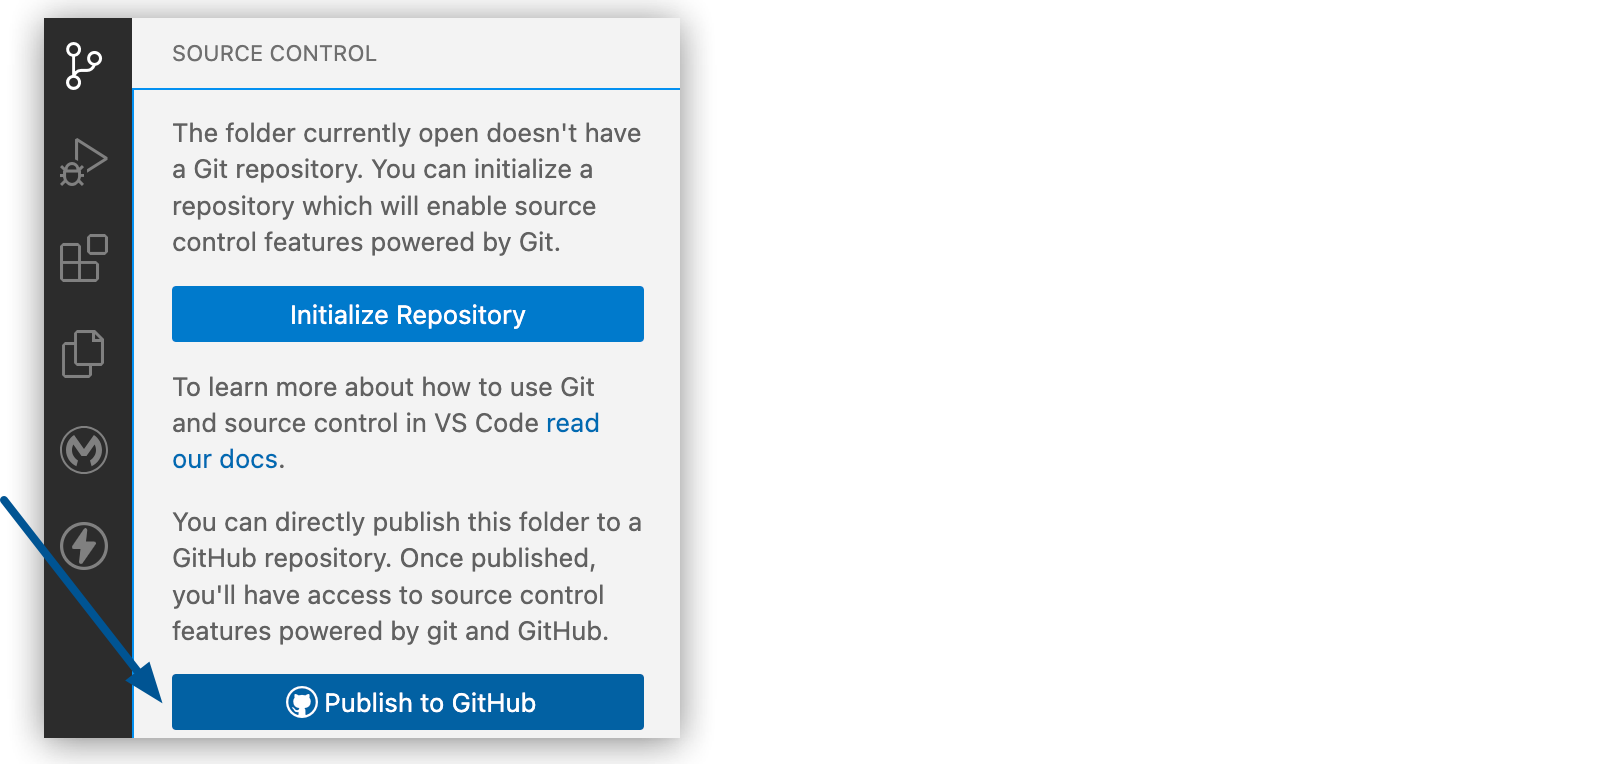 SOURCE CONTROL
The folder currently open doesn't have
a Git repository. You can initialize a
repository which will enable source
control features powered by Git.
Initialize Repository
To learn more about how to use Git
and source control in VS Code read
our docs.
You can directly publish this folder to a
GitHub repository. Once published,
you'll have access to source control
features powered by git and GitHub.
Publish to GitHub